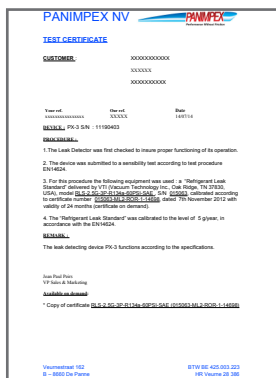 PANIMPEX NV PANIMPEX
Performance Without Friction
TEST CERTIFICATE
CUSTOMER : XXXXXXXXXXX
XXXXXX
XXXXXXXXXX
Your ref. Our ref. Date
xxxxxxxxxxxxxxxx XXXXX 14/07/14
DEVICE : PX-3 S/N : 11190403
PROCEDURE :
1. The Leak Detector was first checked to insure proper functioning of its operation.
2. The device was submitted to a sensibility test according to test procedure
EN14624.
3. For this procedure the following equipment was used : a "Refrigerant Leak
Standard" delivered by VTI (Vacuum Technology Inc., Oak Ridge, TN 37830,
USA), model RLS-2.5G-3P-R134a-60PSI-SAE , S/N 015063, calibrated according
to certificate number 015063-ML2-ROR-1-14698, dated 7th November 2012 with
validity of 24 months (certificate on demand).
4. The "Refrigerant Leak Standard" was calibrated to the level of 5 g/year, in
accordance with the EN14624.
REMARK :
The leak detecting device PX-3 functions according to the specifications.
Jean Paul Pairs
VP Sales & Marketing
Available on demand:
* Copy of certificate RLS-2.5G-3P-R134a-60PSI-SAE (015063-ML2-ROR-1-14698)
Veurnestraat 162 BTW BE 425.003.223
B – 8660 De Panne HR Veurne 28 386